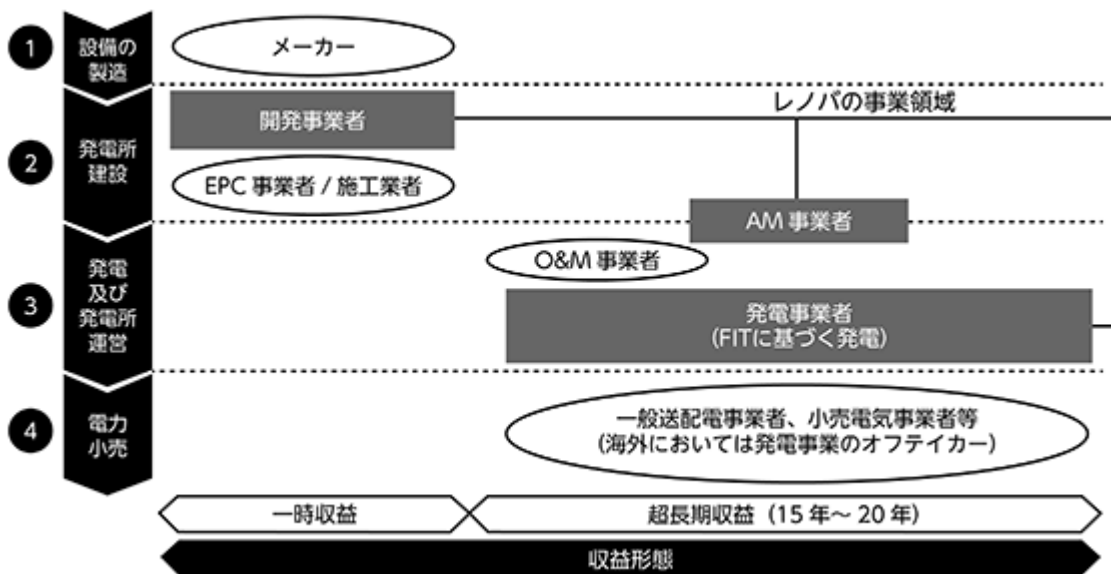 1
設備の
製造
メーカー
2
発電所
建設
開発事業者
レノバの事業領域
EPC 事業者 / 施工業者
AM 事業者
3
発電
及び
発電所
運営
O&M 事業者
発電事業者
(FITに基づく発電)
4
電力
小売
一般送配電事業者、小売電気事業者等
(海外においては発電事業のオフテイカー)
一時収益
超長期収益 (15 年～ 20 年)
収益形態